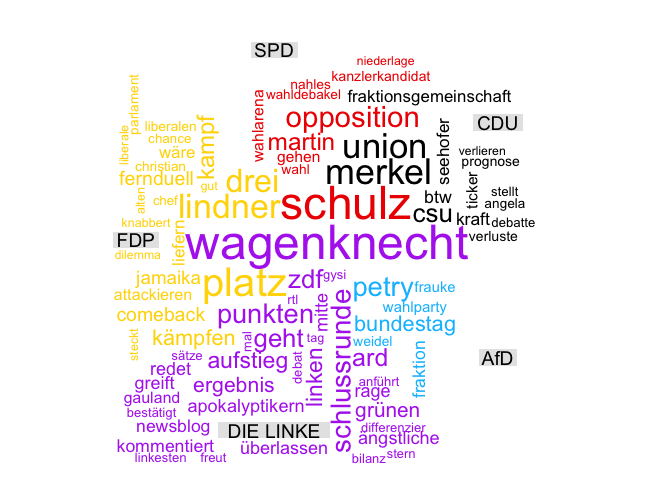 SPD
niederlage
kanzlerkandidat
nahles
wahldebakel
fraktionsgemeinschaft
parlament
wahlarena
opposition
CDU
liberalen
liberale
chance
kampf
martin
union
seehofer
verlieren
wäre
gehen
prognose
christian
wahl
merkel
fernduell
gut
drei
ticker
stellt
alten
chef
lindner
schulz
btw
angela
csu
kraft
debatte
knabbert
FDP
liefern
wagenknecht
verluste
dilemma
jamaika
platz
zdf
gysi
petry
frauke
attackieren
rtl
mitte
wahlparty
comeback
punkten
schlussrunde
bundestag
steckt
kämpfen
mal
geht
tag
weidel
AfD
sätze
aufstieg
debat
linken
ard
fraktion
redet
greift
ergebnis
anführt
rage
gauland
apokalyptikern
grünen
bestätigt
newsblog
DIE LINKE
differenzier
ängstliche
kommentiert
überlassen
linkesten
freut
bilanz
stern